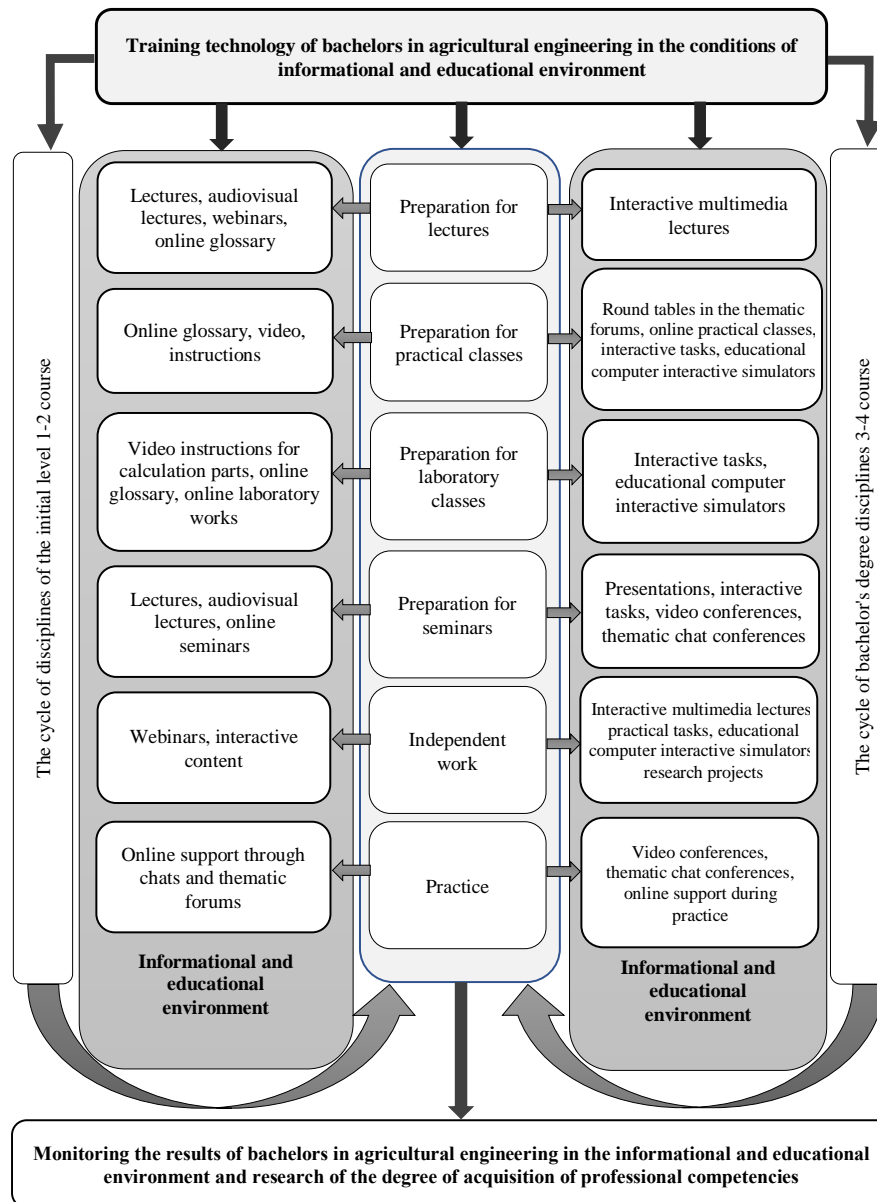 Training technology of bachelors in agricultural engineering in the conditions of
informational and educational environment
The cycle of disciplines of the initial level 1-2 course
Lectures, audiovisual
lectures, webinars,
online glossary
Preparation for
lectures
Interactive multimedia
lectures
Online glossary, video,
instructions
Preparation for
practical classes
Round tables in the thematic
forums, online practical classes,
interactive tasks, educational
computer interactive simulators
Video instructions for
calculation parts, online
glossary, online laboratory
works
Preparation for
laboratory
classes
Interactive tasks,
educational computer
interactive simulators
Lectures, audiovisual
lectures, online
seminars
Preparation for
seminars
Presentations, interactive
tasks, video conferences,
thematic chat conferences
Webinars, interactive
content
Independent
work
Interactive multimedia lectures
practical tasks, educational
computer interactive simulators
research projects
Online support through
chats and thematic
forums
Practice
Video conferences,
thematic chat conferences,
online support during
practice
Informational and
educational
environment
Informational and
educational
environment
The cycle of bachelor's degree disciplines 3-4 course
Monitoring the results of bachelors in agricultural engineering in the informational and educational
environment and research of the degree of acquisition of professional competencies